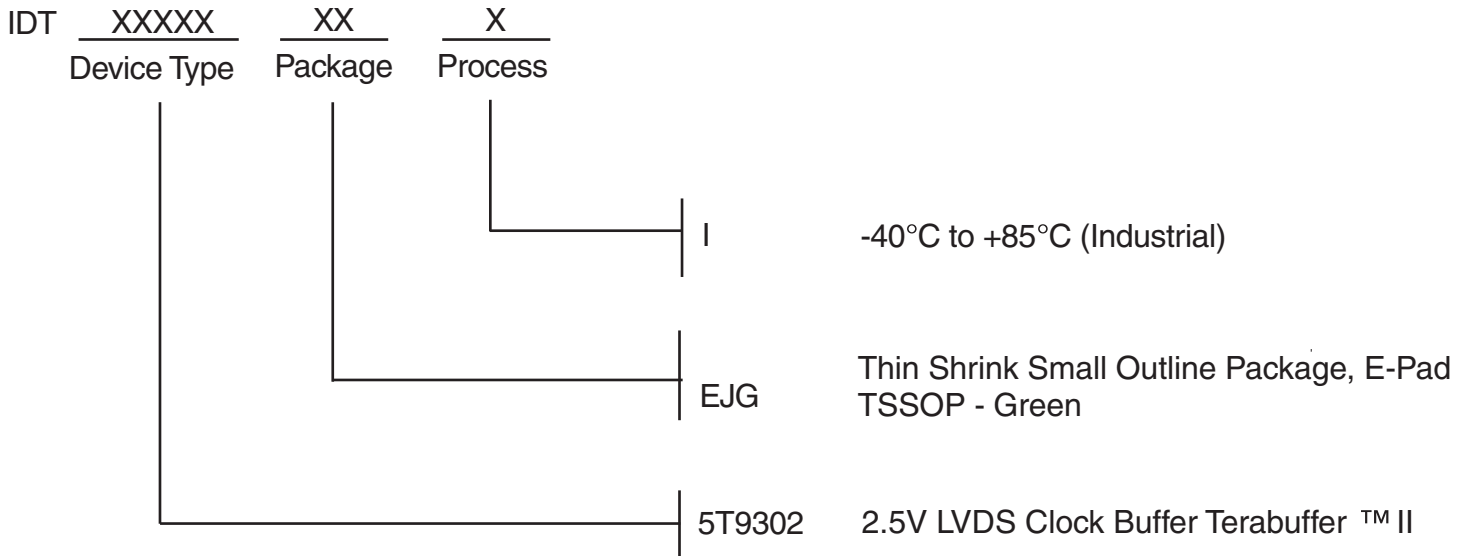 IDT XXXXX XX X
Device Type Package Process
I -40°C to +85°C (Industrial)
EJG Thin Shrink Small Outline Package, E-Pad
TSSOP - Green
5T9302 2.5V LVDS Clock Buffer Terabuffer ™ II